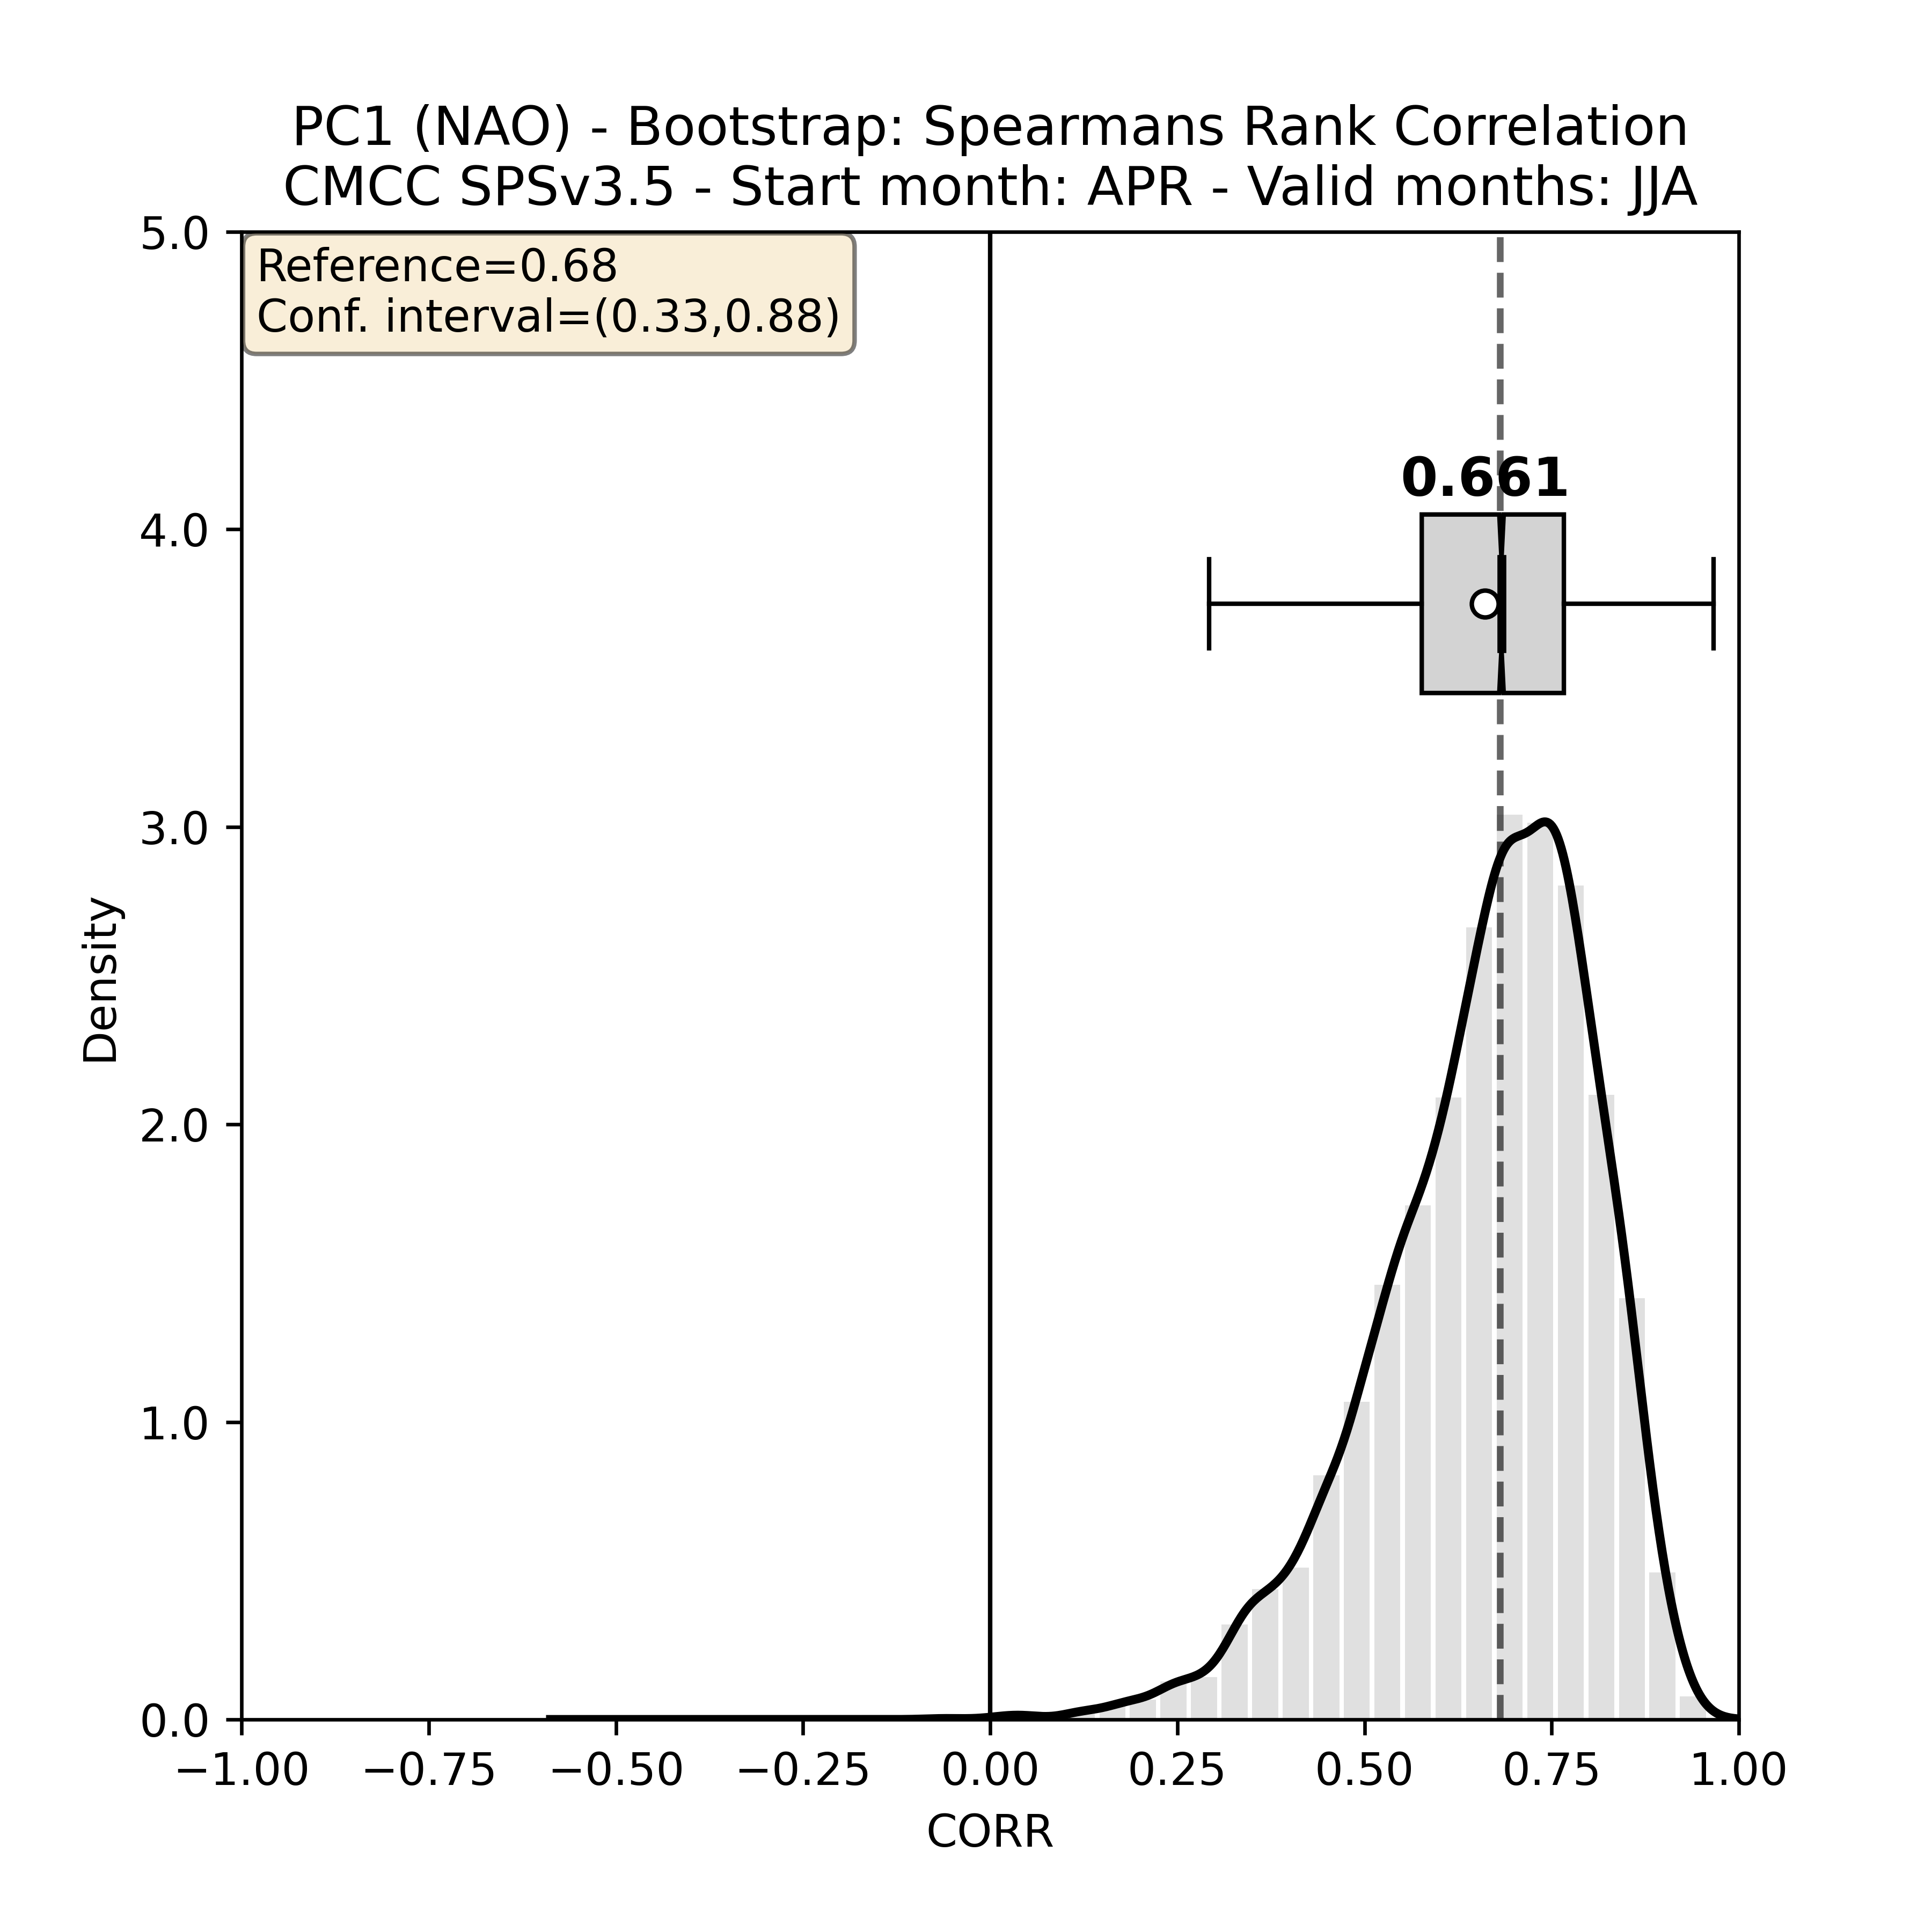 PC1 (NAO) - Bootstrap: Spearmans Rank Correlation
CMCC SPSv3.5 - Start month: APR - Valid months: JJA
Reference=0.68
Conf. interval=(0.33,0.88)
0.661
5.0
4.0
3.0
2.0
1.0
0.0
Density
−1.00 −0.75 −0.50 −0.25 0.00 0.25 0.50 0.75 1.00
CORR